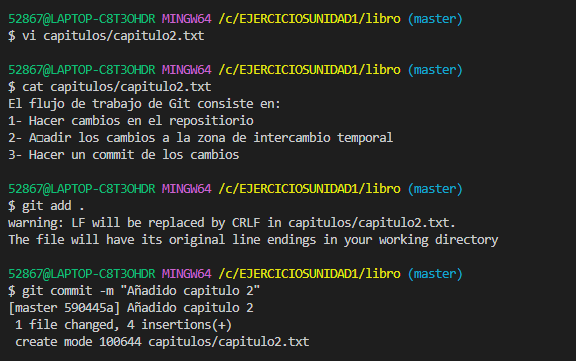 52867@LAPTOP-C8T3OHDR MINGW64 /c/EJERCICIOSUNIDAD1/libro (master)
$ vi capitulos/capitulo2.txt
52867@LAPTOP-C8T3OHDR MINGW64 /c/EJERCICIOSUNIDAD1/libro (master)
$ cat capitulos/capitulo2.txt
El flujo de trabajo de Git consiste en:
1- Hacer cambios en el repositiorio
2- A□adir los cambios a la zona de intercambio temporal
3- Hacer un commit de los cambios
52867@LAPTOP-C8T3OHDR MINGW64 /c/EJERCICIOSUNIDAD1/libro (master)
$ git add .
warning: LF will be replaced by CRLF in capitulos/capitulo2.txt.
The file will have its original line endings in your working directory
52867@LAPTOP-C8T3OHDR MINGW64 /c/EJERCICIOSUNIDAD1/libro (master)
$ git commit -m "Añadido capitulo 2"
[master 590445a] Añadido capitulo 2
1 file changed, 4 insertions(+)
create mode 100644 capitulos/capitulo2.txt